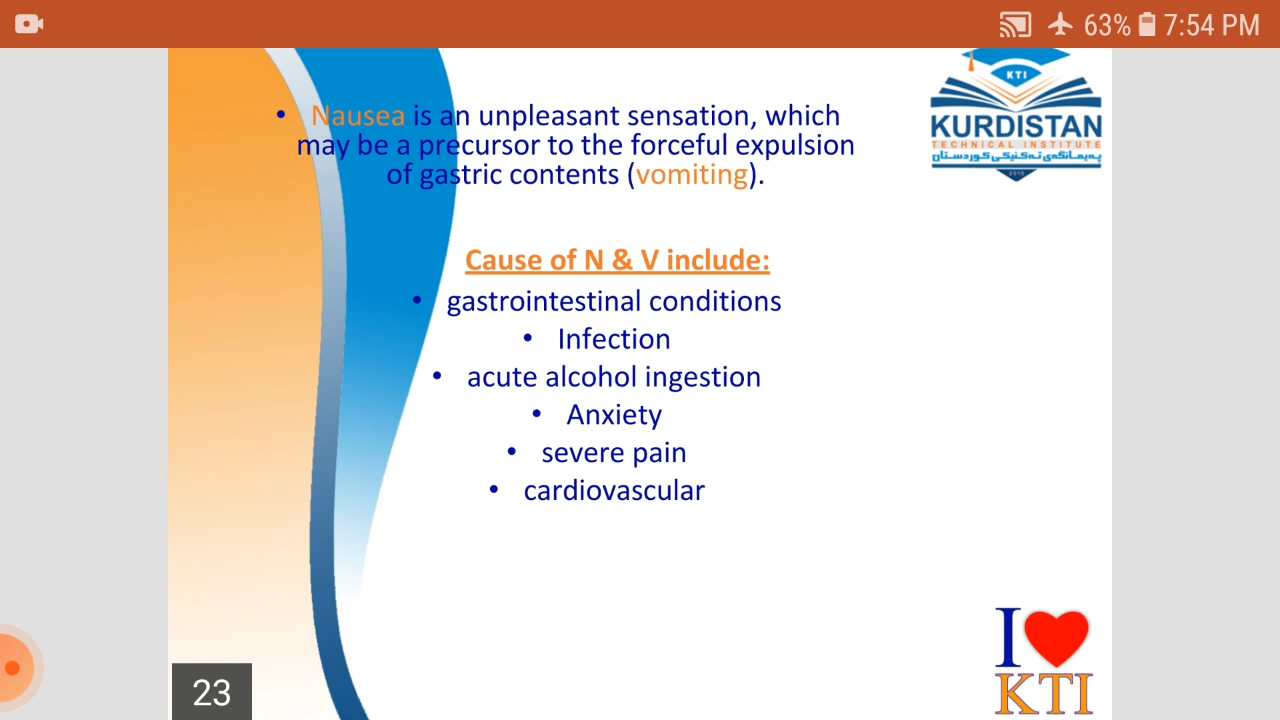 63% 7:54 PM
• Nausea is an unpleasant sensation, which
may be a precursor to the forceful expulsion
of gastric contents (vomiting).
KTI
KURDISTAN
TECHNICAL INSTITUTE
پەیمانگەی تەکنیکی کوردستان
Cause of N & V include:
• gastrointestinal conditions
• Infection
• acute alcohol ingestion
• Anxiety
• severe pain
• cardiovascular
I
KTI
23